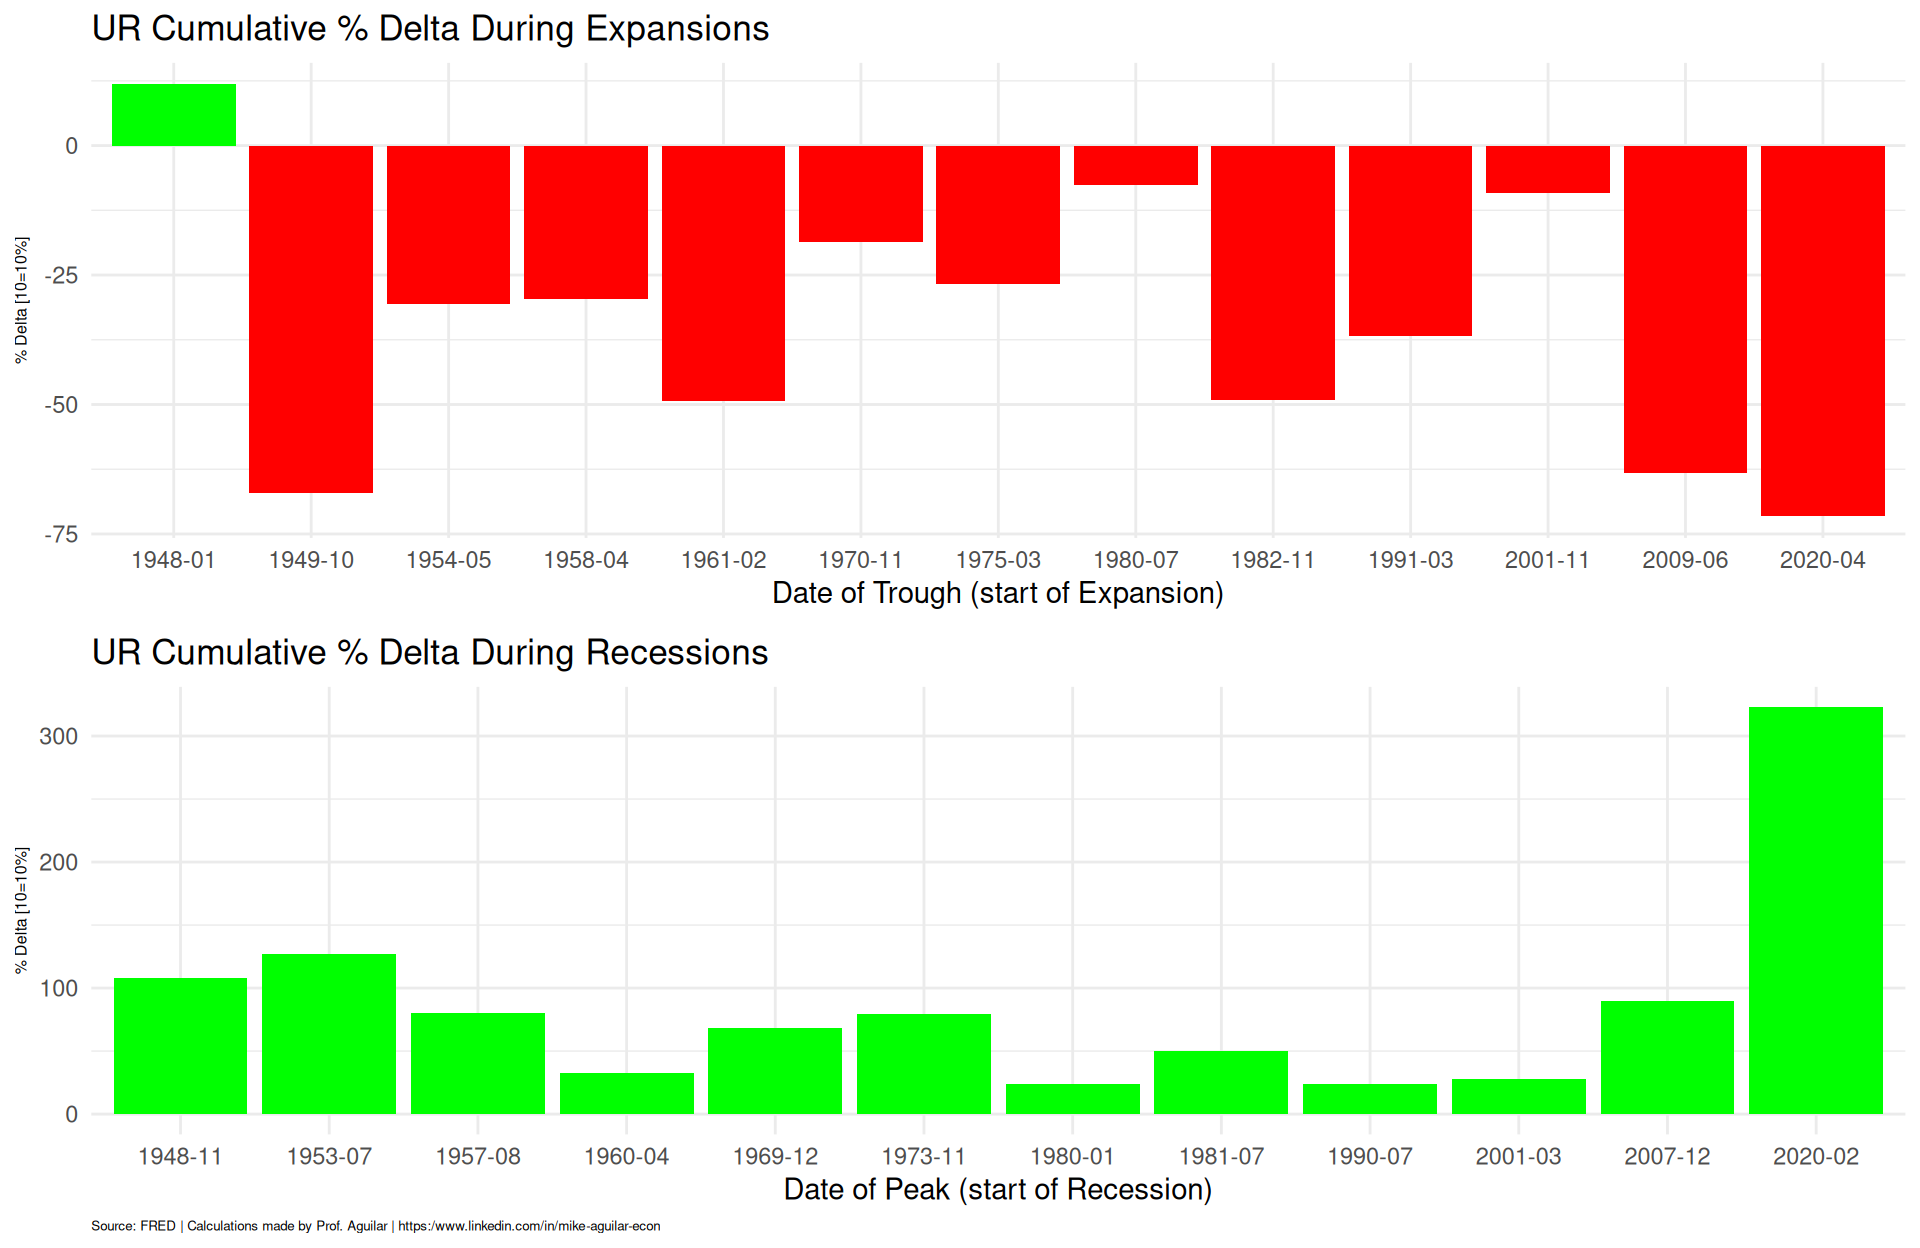 UR Cumulative % Delta During Expansions
% Delta [10=10%]
0
-25
-50
-75
1948-01 1949-10 1954-05 1958-04 1961-02 1970-11 1975-03 1980-07 1982-11 1991-03 2001-11 2009-06 2020-04
Date of Trough (start of Expansion)
UR Cumulative % Delta During Recessions
% Delta [10=10%]
300
200
100
0
1948-11 1953-07 1957-08 1960-04 1969-12 1973-11 1980-01 1981-07 1990-07 2001-03 2007-12 2020-02
Date of Peak (start of Recession)
Source: FRED | Calculations made by Prof. Aguilar | https:/www.linkedin.com/in/mike-aguilar-econ